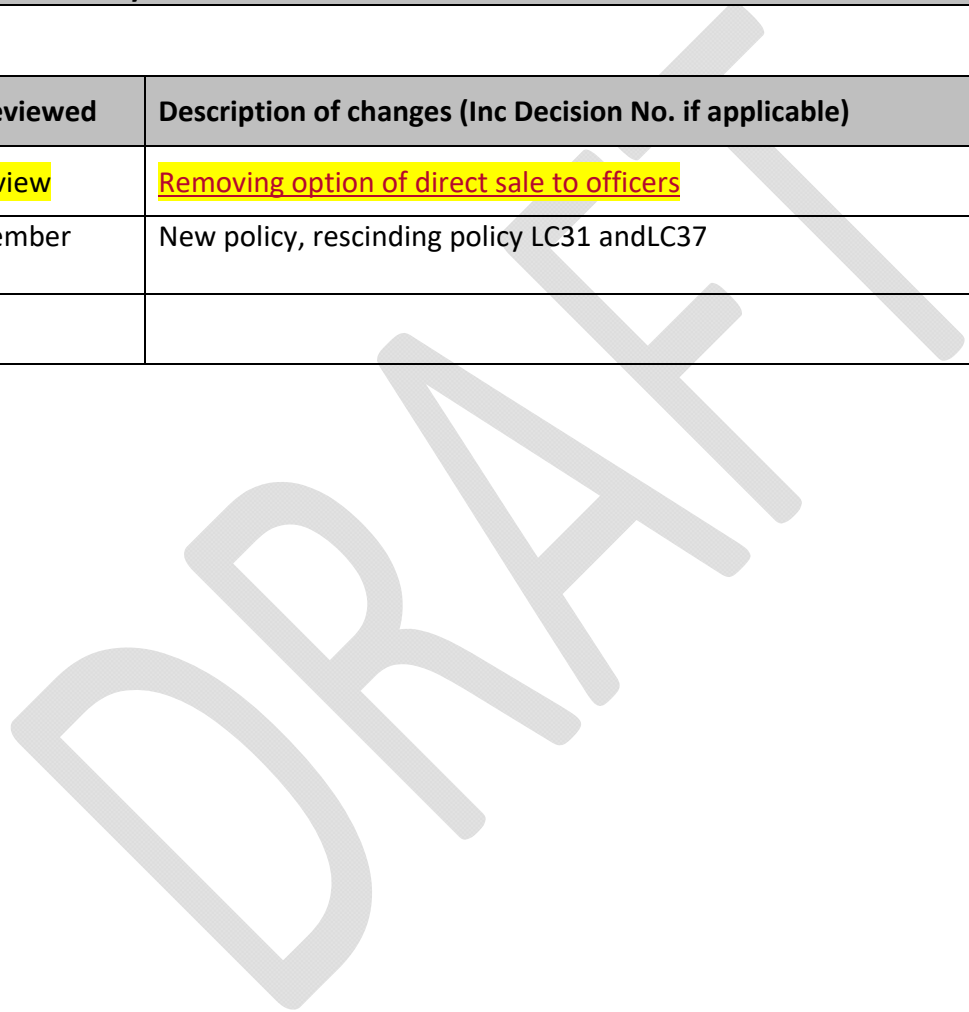 eviewed Description of changes (Inc Decision No. if applicable)
view Removing option of direct sale to officers
ember New policy, rescinding policy LC31 andLC37
DRAFT